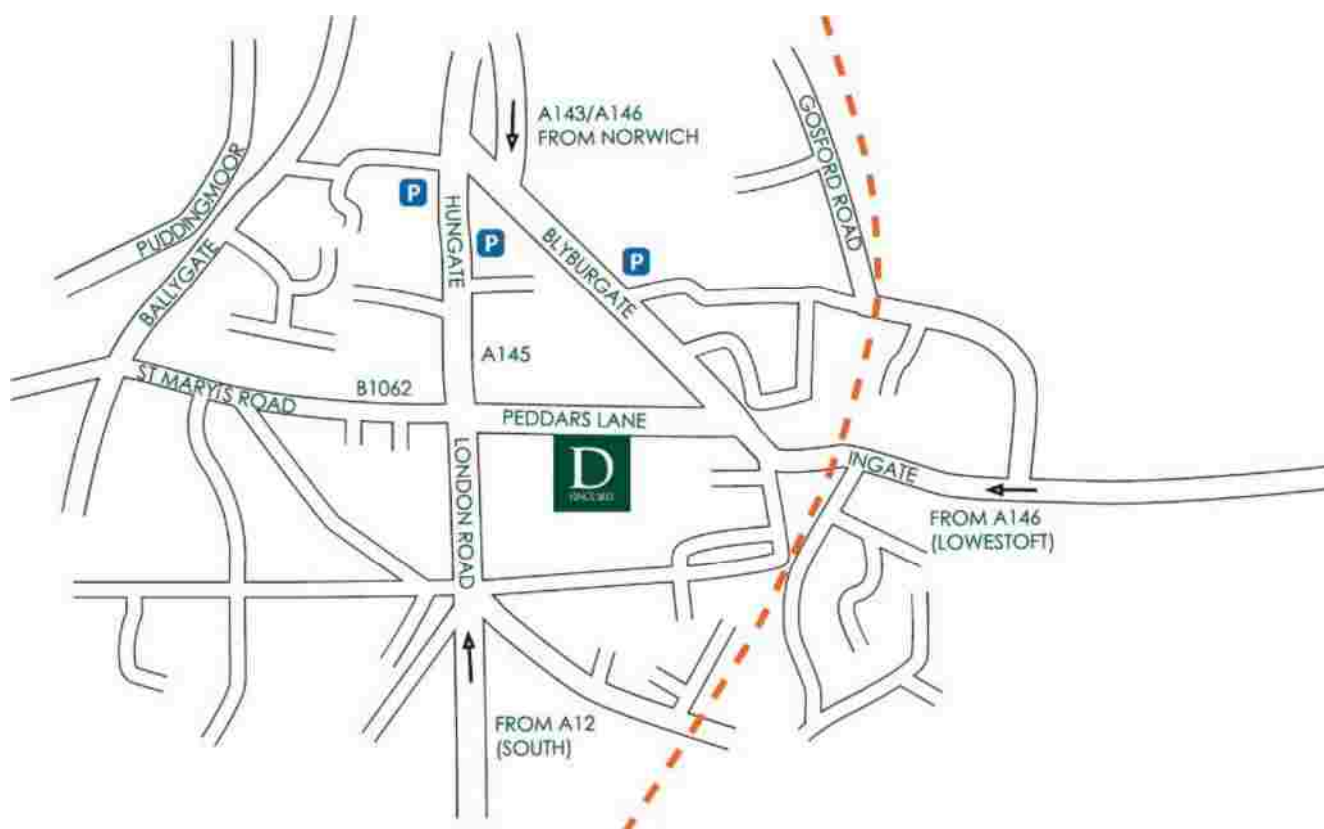 A143/A146
FROM NORWICH
GOSFORD ROAD
PUDDINGMOOR
P
HUNGATE
P
BLYBURGATE
P
BALLYGATE
A145
ST MARY1S ROAD
B1062
PEDDARS LANE
D
LONDON ROAD
INGATE
FROM A146
(LOWESTOFT)
FROM A12
(SOUTH)